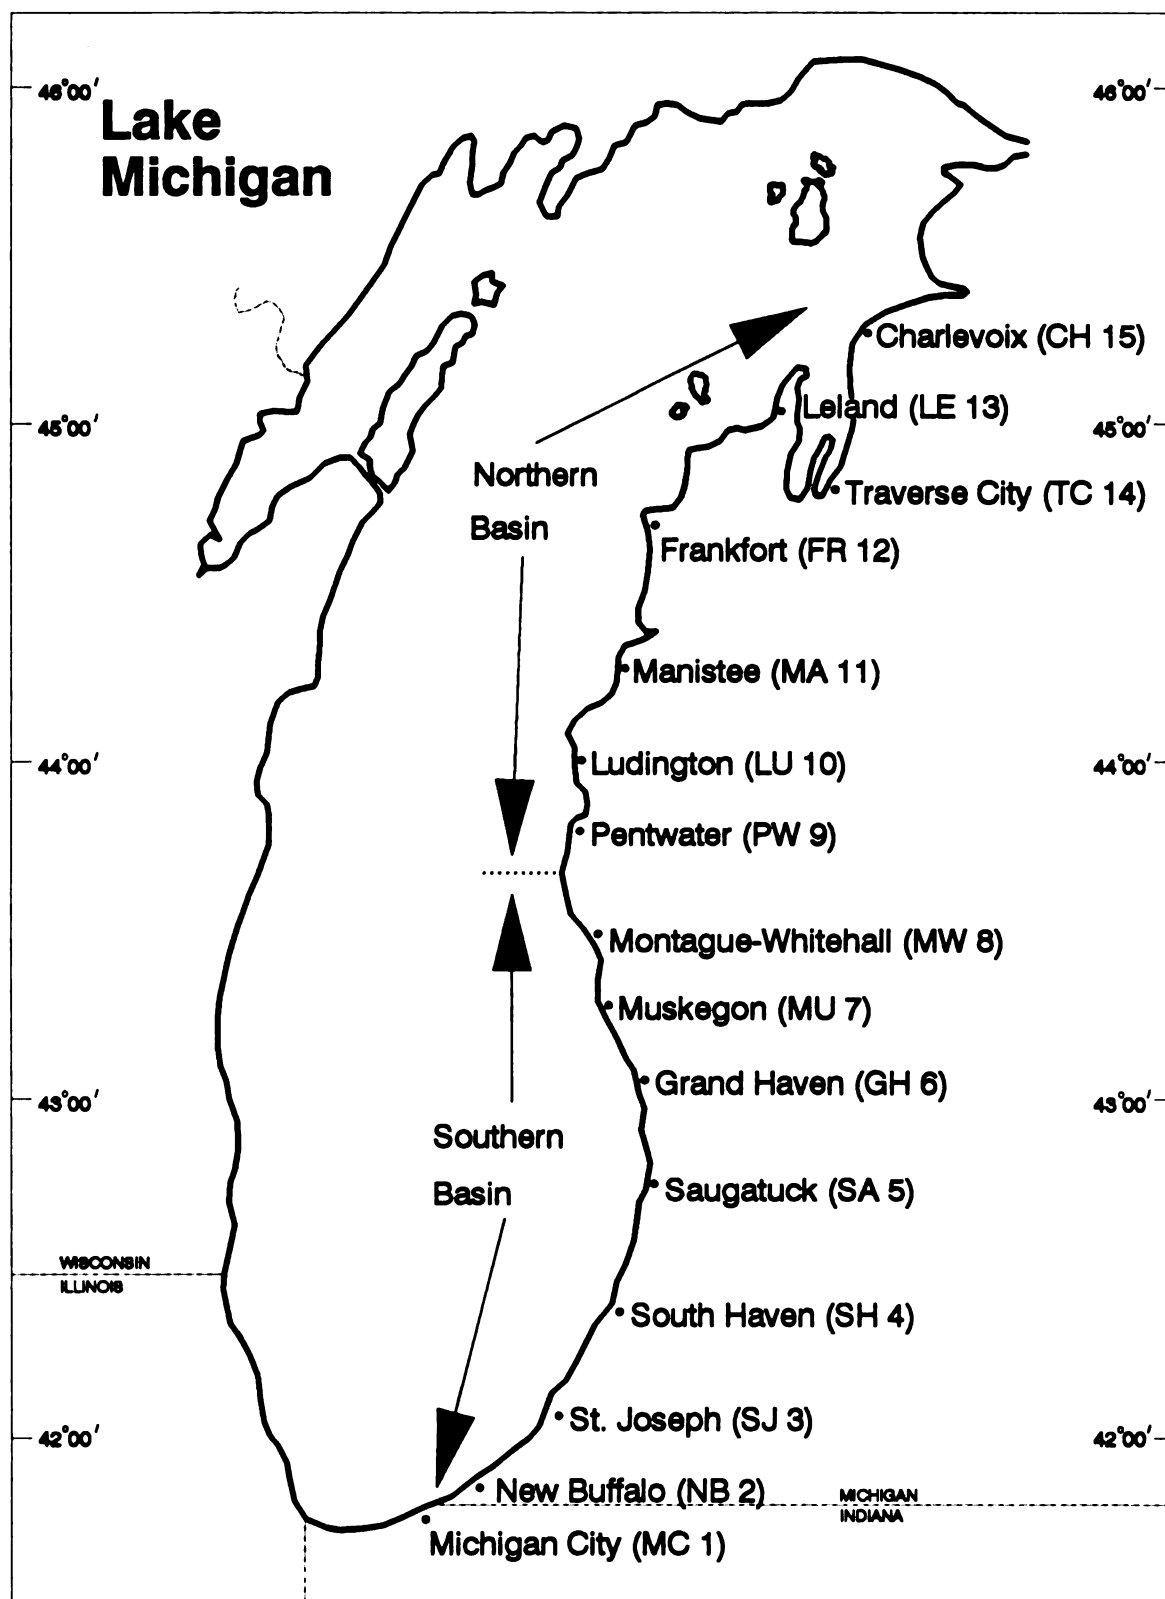 46°00′
46°00′
Lake
Michigan
Charlevoix (CH 15)
Leland (LE 13)
45°00′
45°00′
Northern
Basin
Traverse City (TC 14)
Frankfort (FR 12)
Manistee (MA 11)
44°00′
Ludington (LU 10)
44°00′
Pentwater (PW 9)
Montague-Whitehall (MW 8)
Muskegon (MU 7)
Grand Haven (GH 6)
43°00′
43°00′
Southern
Basin
Saugatuck (SA 5)
WISCONSIN
ILLINOIS
South Haven (SH 4)
St. Joseph (SJ 3)
42°00′
42°00′
New Buffalo (NB 2)
MICHIGAN
INDIANA
Michigan City (MC 1)